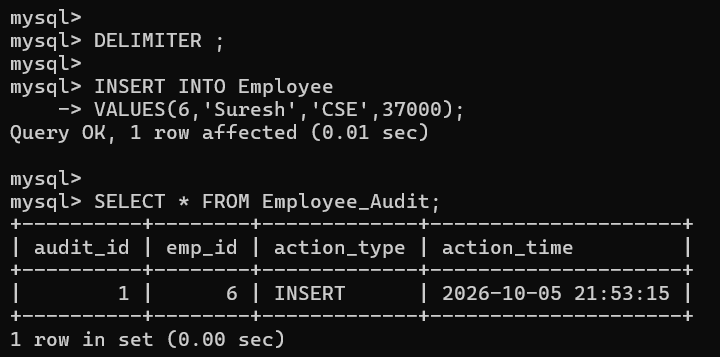 mysql>
mysql> DELIMITER ;
mysql>
mysql> INSERT INTO Employee
    -> VALUES(6,'Suresh','CSE',37000);
Query OK, 1 row affected (0.01 sec)

mysql>
mysql> SELECT * FROM Employee_Audit;
+----------+--------+-------------+---------------------+
| audit_id | emp_id | action_type | action_time         |
+----------+--------+-------------+---------------------+
|        1 |      6 | INSERT      | 2026-10-05 21:53:15 |
+----------+--------+-------------+---------------------+
1 row in set (0.00 sec)